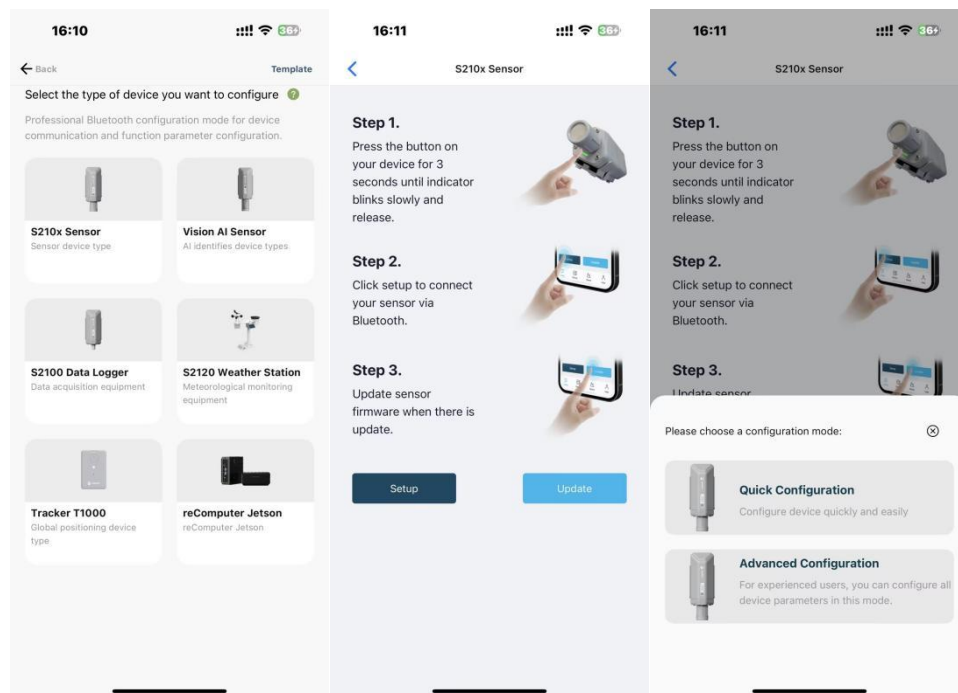 16:10
36
Back
Template
Select the type of device you want to configure ?
Professional Bluetooth configuration mode for device
communication and function parameter configuration.
S210x Sensor
Sensor device type
Vision AI Sensor
AI identifies device types
S2100 Data Logger
Data acquisition equipment
S2120 Weather Station
Meteorological monitoring
equipment
Tracker T1000
Global positioning device
type
reComputer Jetson
reComputer Jetson
16:11
36
S210x Sensor
Step 1.
Press the button on
your device for 3
seconds until indicator
blinks slowly and
release.
Step 2.
Click setup to connect
your sensor via
Bluetooth.
Step 3.
Update sensor
firmware when there is
update.
Setup
Update
16:11
36
S210x Sensor
Step 1.
Press the button on
your device for 3
seconds until indicator
blinks slowly and
release.
Step 2.
Click setup to connect
your sensor via
Bluetooth.
Step 3.
Update sensor
Please choose a configuration mode:
Quick Configuration
Configure device quickly and easily
Advanced Configuration
For experienced users, you can configure all
device parameters in this mode.